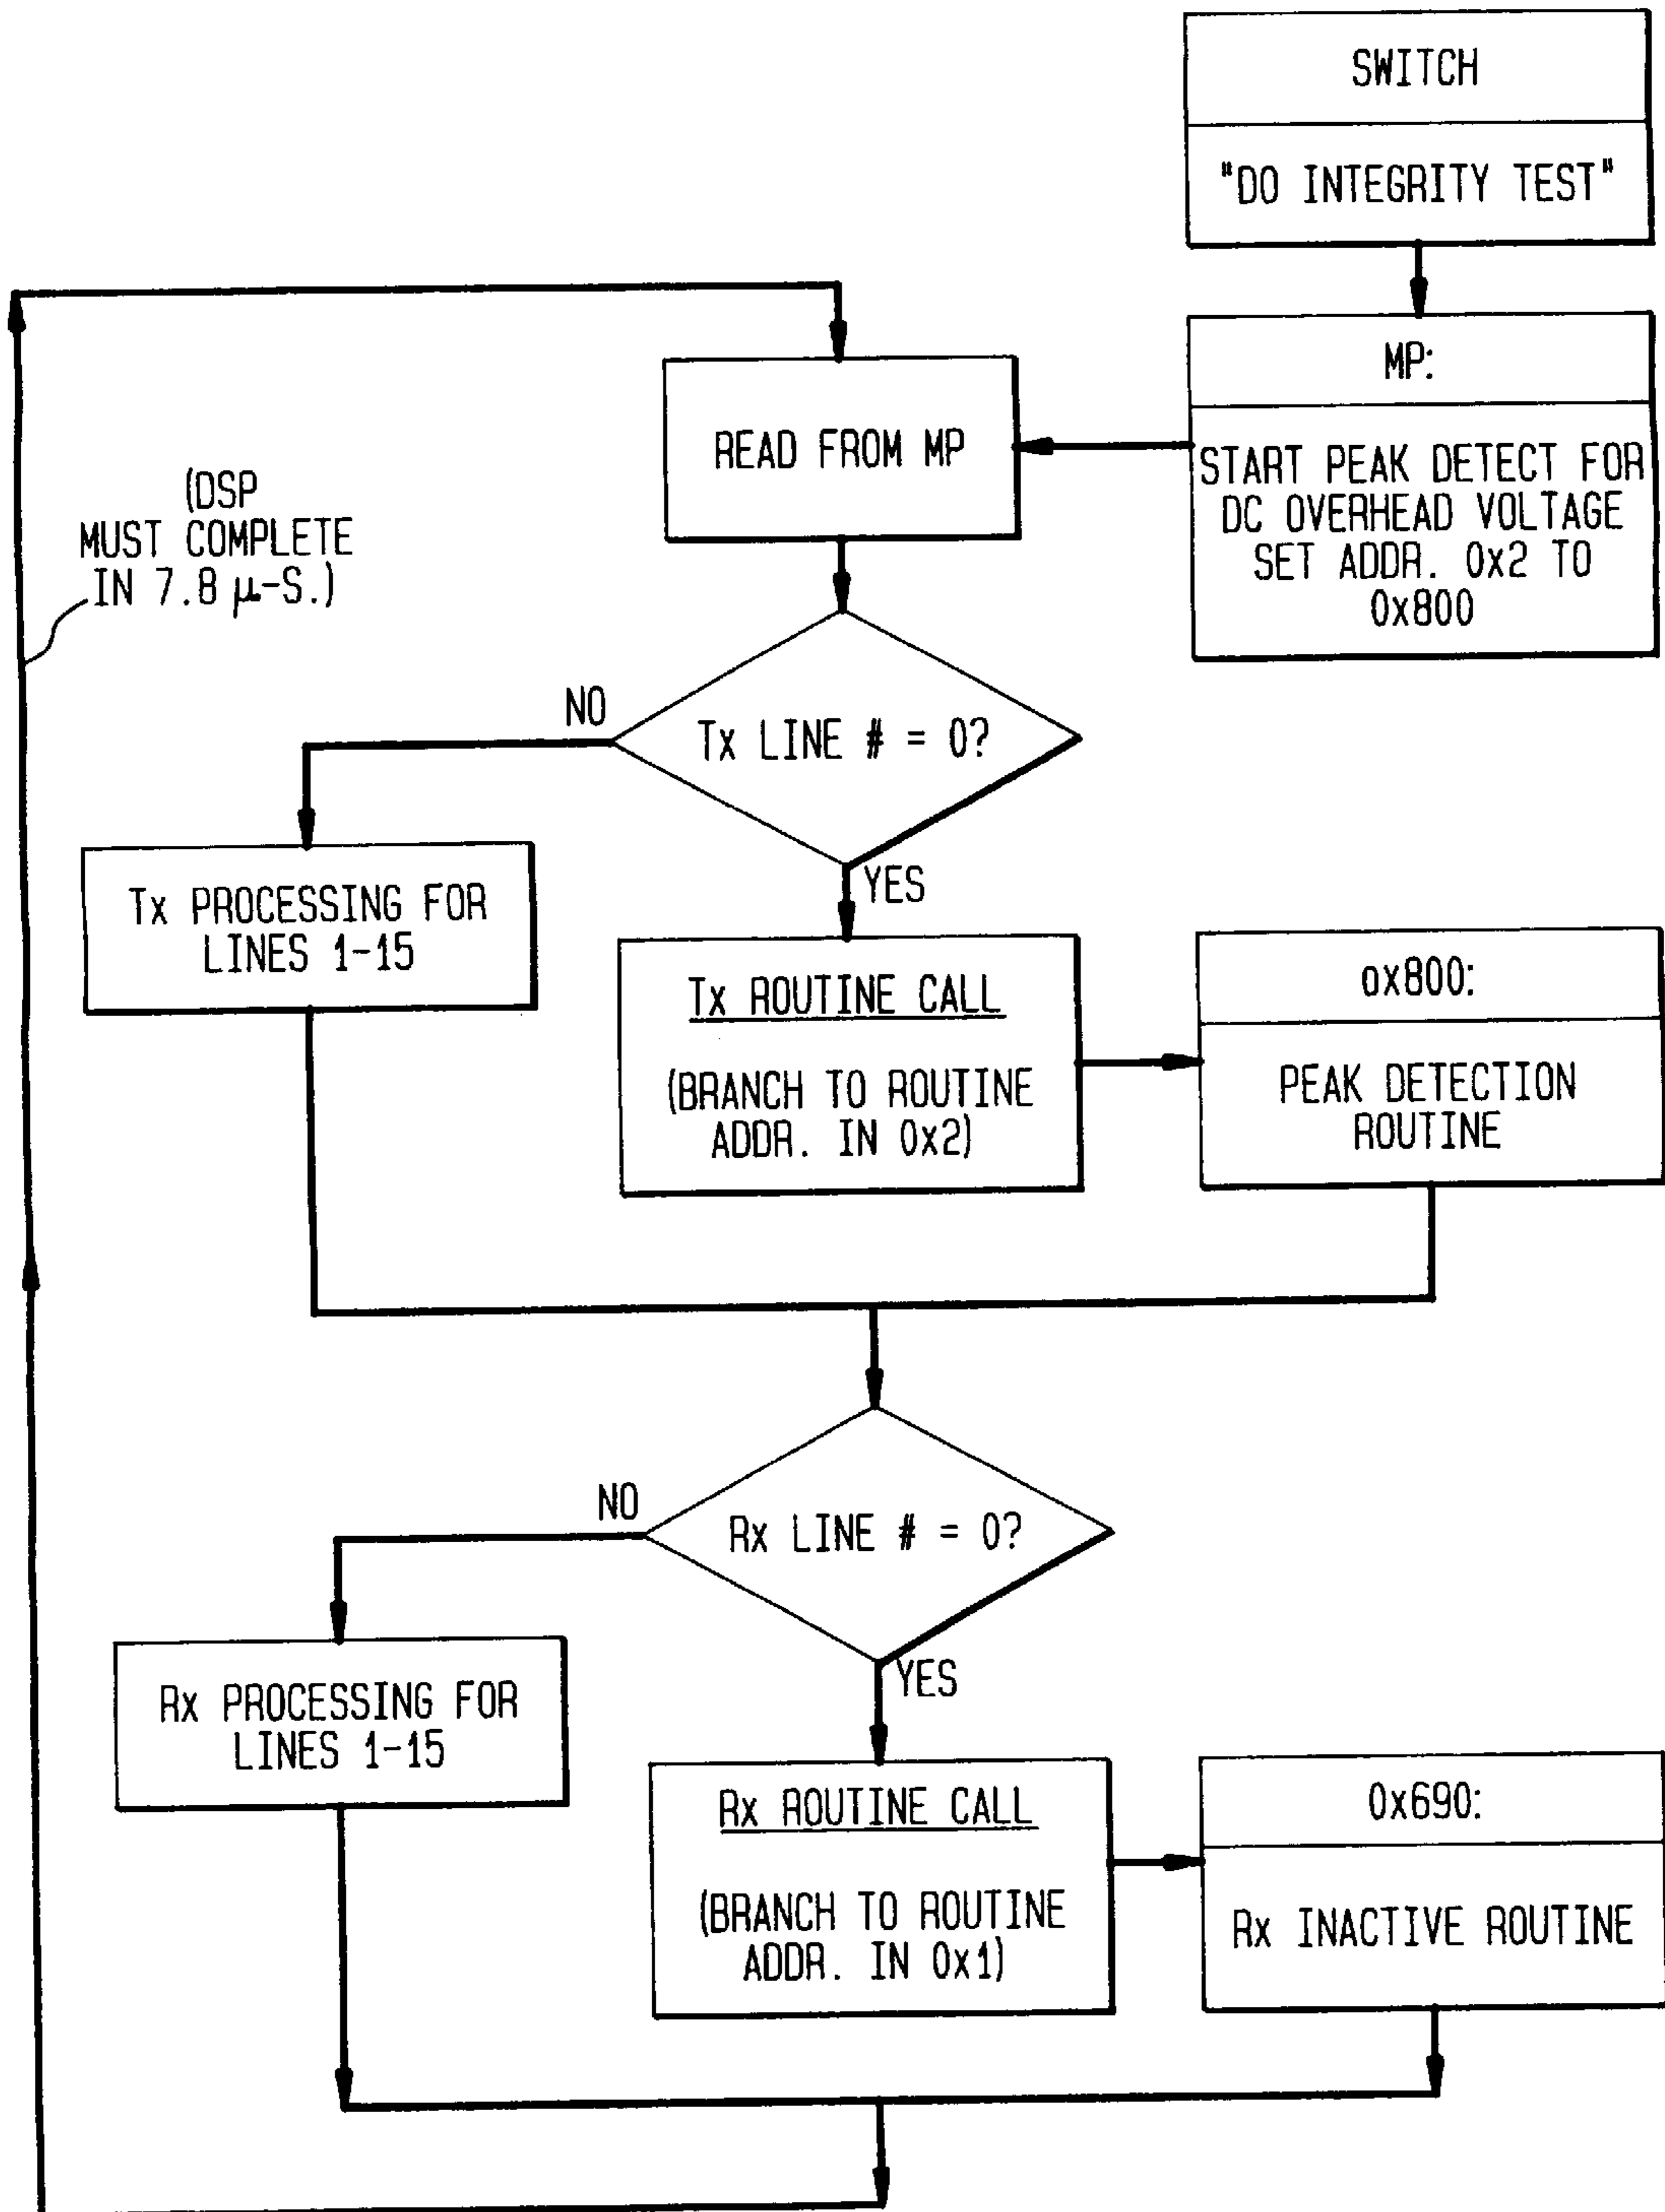 SWITCH
"DO INTEGRITY TEST"
MP:
START PEAK DETECT FOR
DC OVERHEAD VOLTAGE
SET ADDR. 0x2 TO
0x800
READ FROM MP
(DSP
MUST COMPLETE
IN 7.8 μ-S.)
NO
Tx LINE # = 0?
YES
Tx PROCESSING FOR
LINES 1-15
Tx ROUTINE CALL
(BRANCH TO ROUTINE
ADDR. IN 0x2)
0x800:
PEAK DETECTION
ROUTINE
NO
Rx LINE # = 0?
YES
Rx PROCESSING FOR
LINES 1-15
Rx ROUTINE CALL
(BRANCH TO ROUTINE
ADDR. IN 0x1)
0x690:
Rx INACTIVE ROUTINE